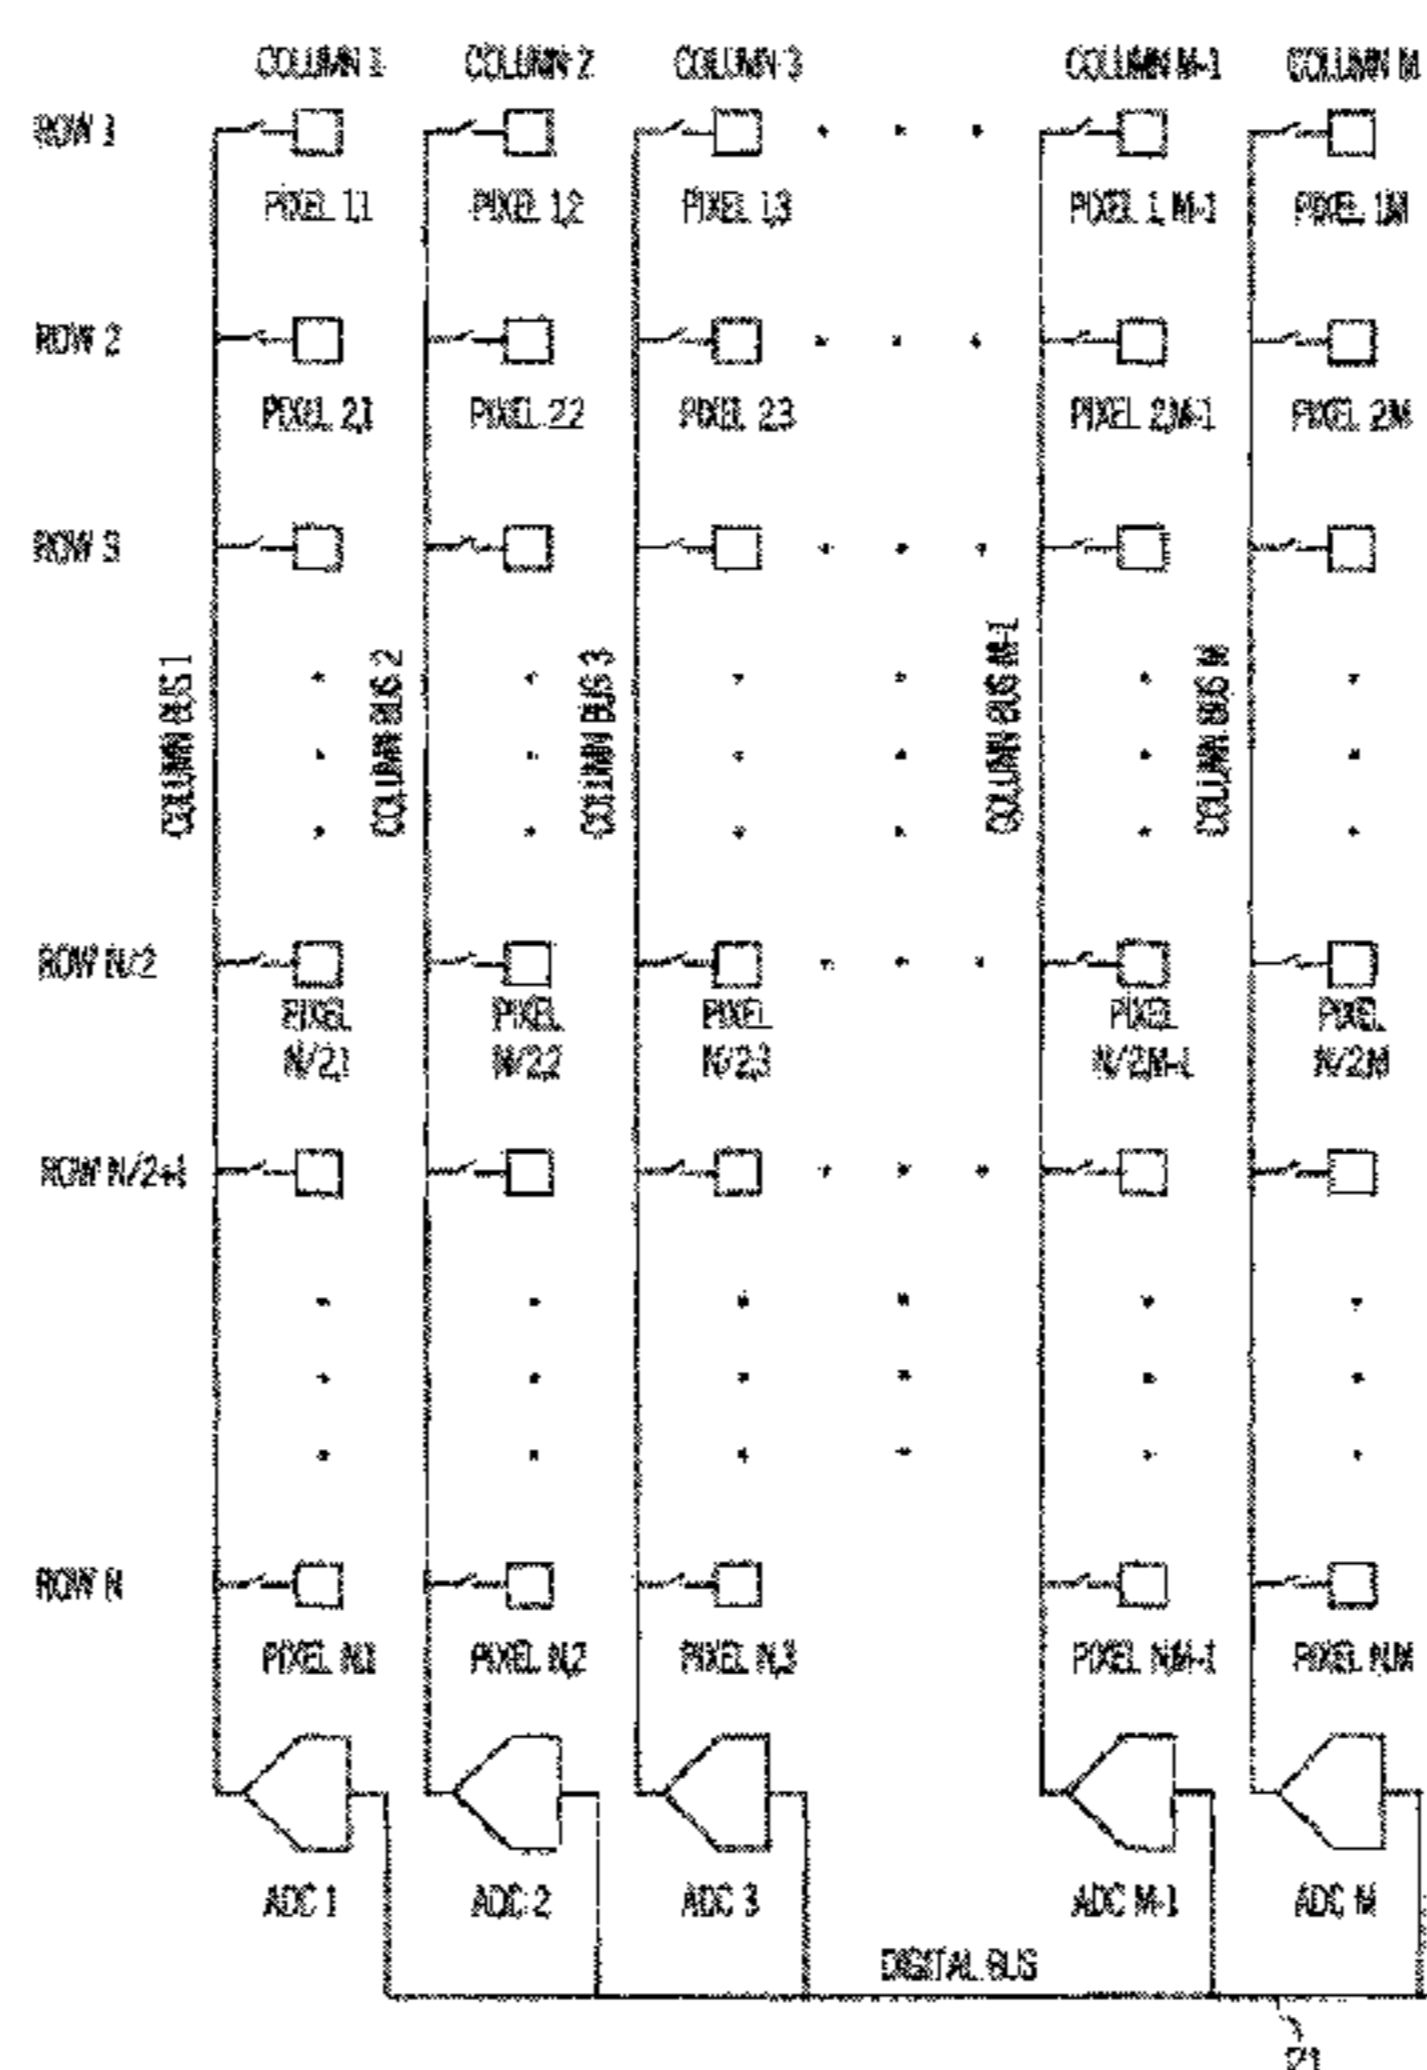 COLUMN 1 COLUMN 2 COLUMN 3 COLUMN M-1 COLUMN M
ROW 1
PIXEL 1,1 PIXEL 1,2 PIXEL 1,3 PIXEL 1, M-1 PIXEL 1,M
ROW 2
PIXEL 2,1 PIXEL 2,2 PIXEL 2,3 PIXEL 2,M-1 PIXEL 2,M
ROW 3
COLUMN BUS 1
COLUMN BUS 2
COLUMN BUS 3
COLUMN BUS M-1
COLUMN BUS M
ROW N/2
PIXEL PIXEL PIXEL PIXEL PIXEL
N/2,1 N/2,2 N/2,3 N/2,M-1 N/2,M
ROW N/2+1
ROW N
PIXEL N,1 PIXEL N,2 PIXEL N,3 PIXEL N,M-1 PIXEL N,M
ADC 1 ADC 2 ADC 3 ADC M-1 ADC M
DIGITAL BUS